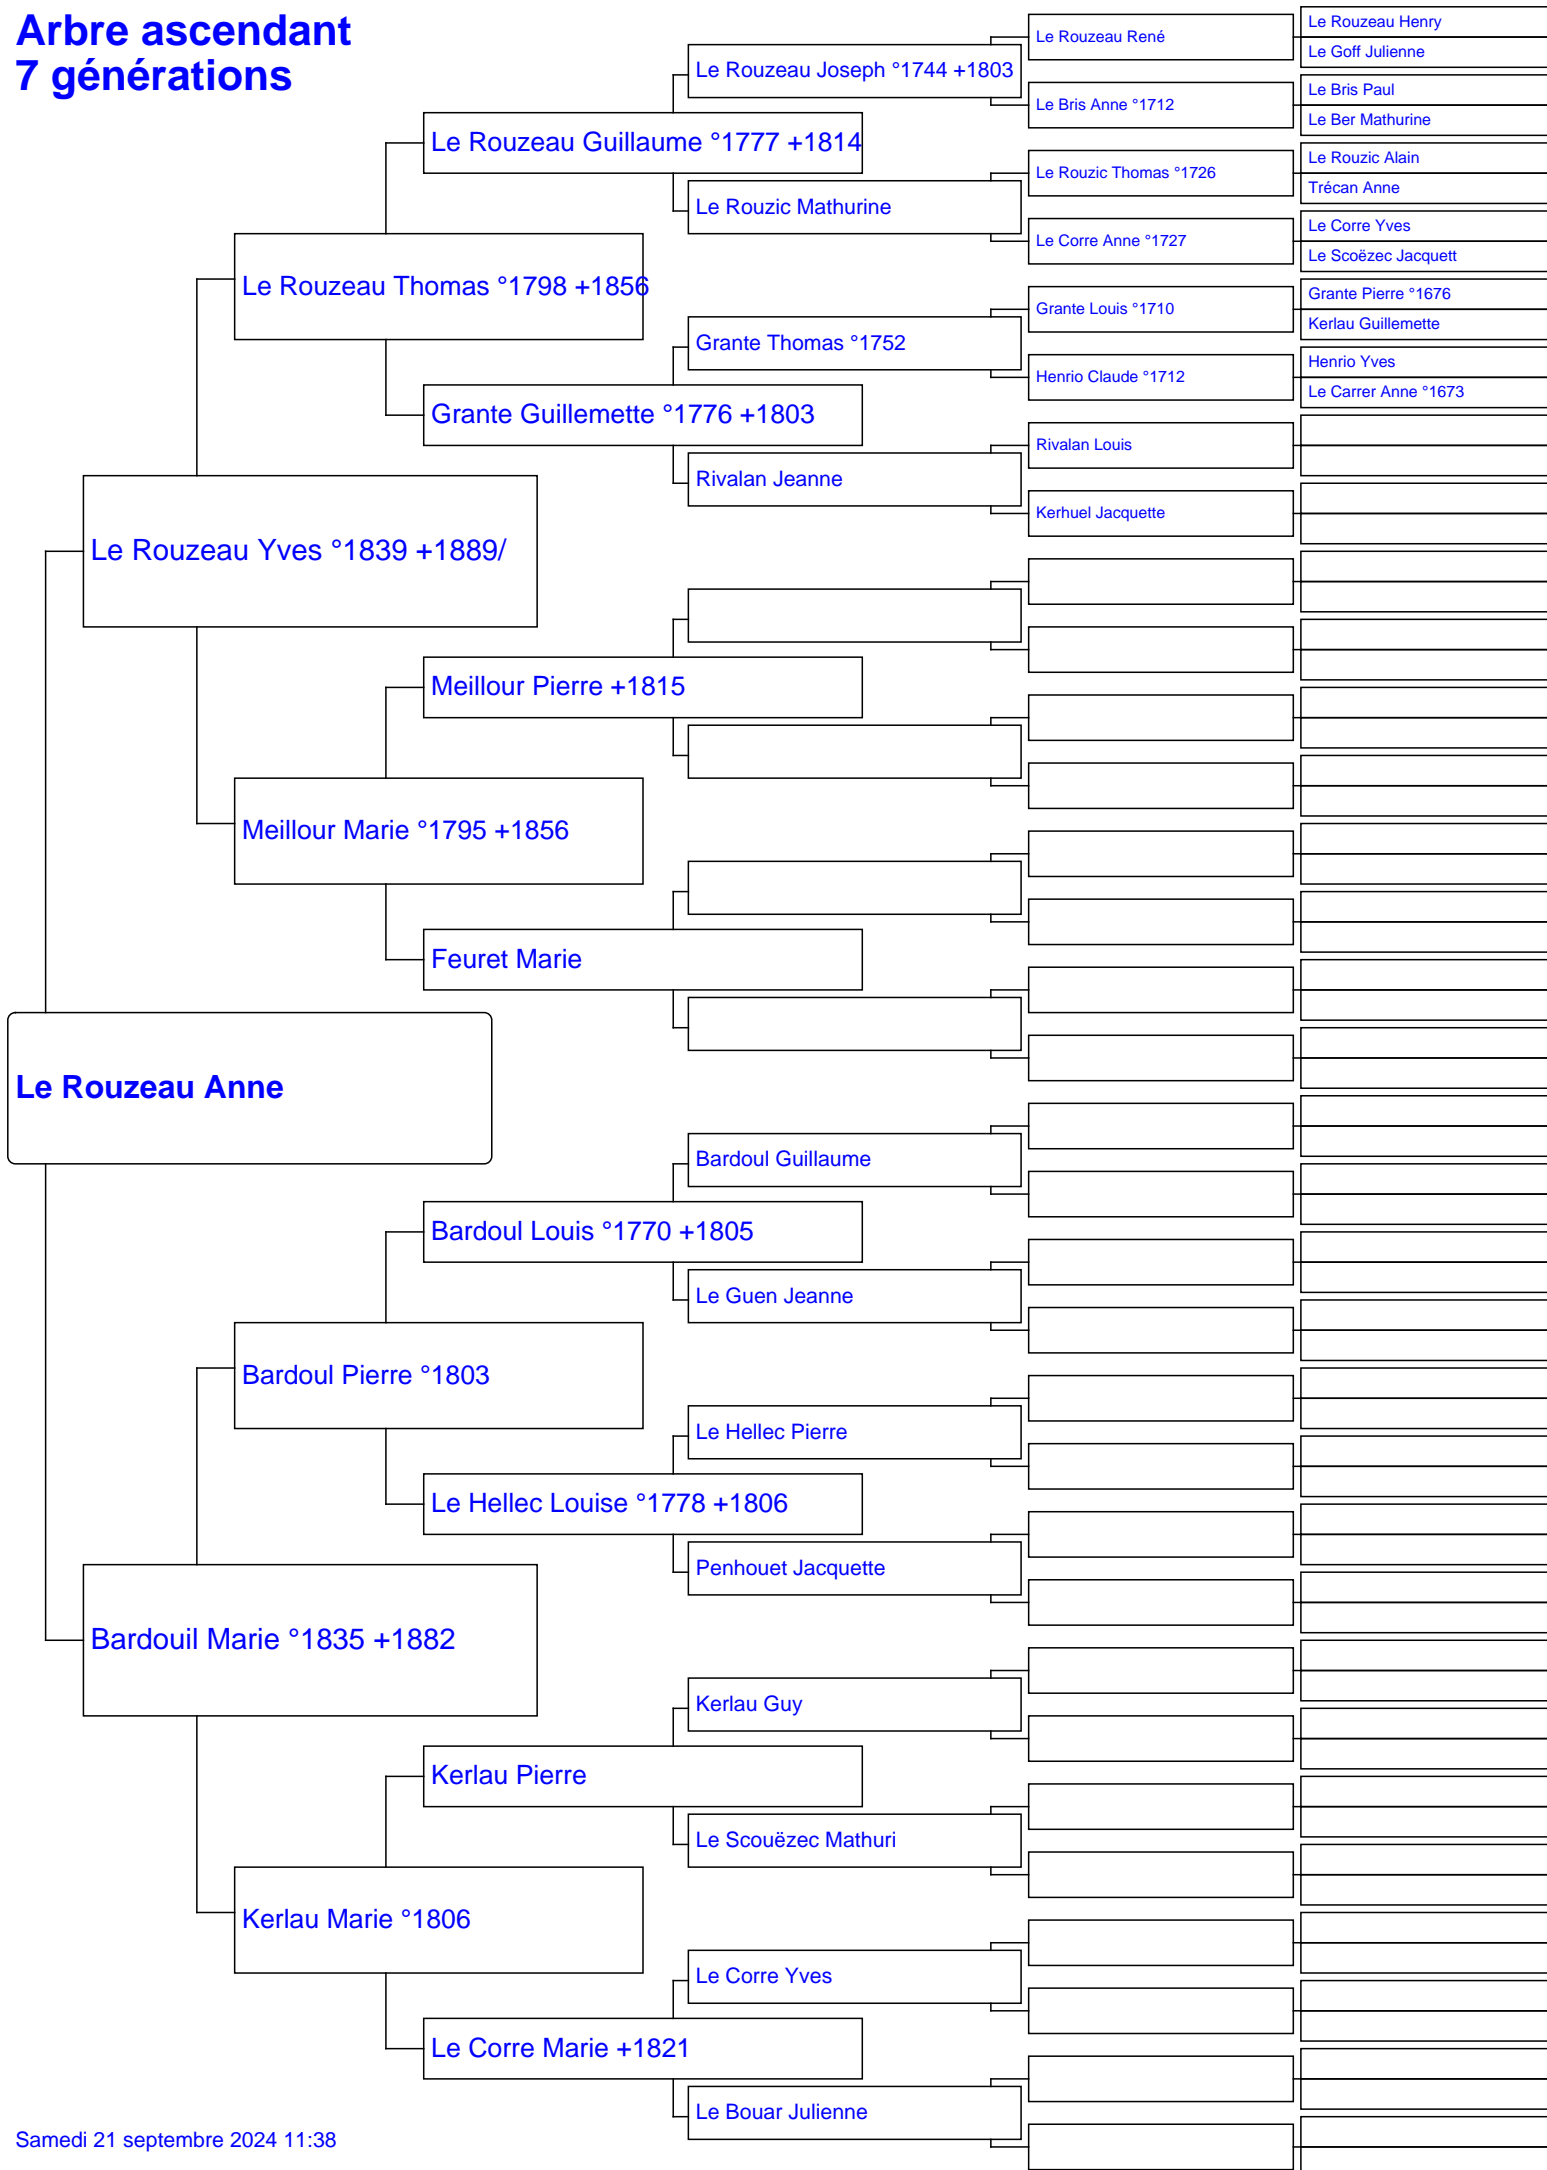 Arbre ascendant
7 générations
Le Rouzeau Anne
Le Rouzeau Yves °1839 +1889/
Bardouil Marie °1835 +1882
Le Rouzeau Thomas °1798 +1856
Meillour Marie °1795 +1856
Bardoul Pierre °1803
Kerlau Marie °1806
Le Rouzeau Guillaume °1777 +1814
Grante Guillemette °1776 +1803
Meillour Pierre +1815
Feuret Marie
Bardoul Louis °1770 +1805
Le Hellec Louise °1778 +1806
Kerlau Pierre
Le Corre Marie +1821
Le Rouzeau Joseph °1744 +1803
Le Rouzic Mathurine
Grante Thomas °1752
Rivalan Jeanne
Bardoul Guillaume
Le Guen Jeanne
Le Hellec Pierre
Penhouet Jacquette
Kerlau Guy
Le Scouëzec Mathuri
Le Corre Yves
Le Bouar Julienne
Le Rouzeau René
Le Bris Anne °1712
Le Rouzic Thomas °1726
Le Corre Anne °1727
Grante Louis °1710
Henrio Claude °1712
Rivalan Louis
Kerhuel Jacquette
Le Rouzeau Henry
Le Goff Julienne
Le Bris Paul
Le Ber Mathurine
Le Rouzic Alain
Trécan Anne
Le Corre Yves
Le Scoëzec Jacquett
Grante Pierre °1676
Kerlau Guillemette
Henrio Yves
Le Carrer Anne °1673
Samedi 21 septembre 2024 11:38